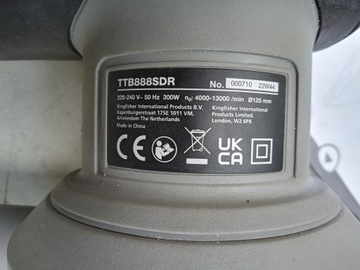 TTB888SDR No. 000710 22W44
220-240 V~ 50 Hz 300W n₀: 4000-13000 /min Ø125 mm
Kingfisher International Products B.V.
Rapenburgerstraat 175E 1011 VM,
Amsterdam The Netherlands
Made in China
Kingfisher International
Products Limited,
London, W2 6PX
CE
UK
CA